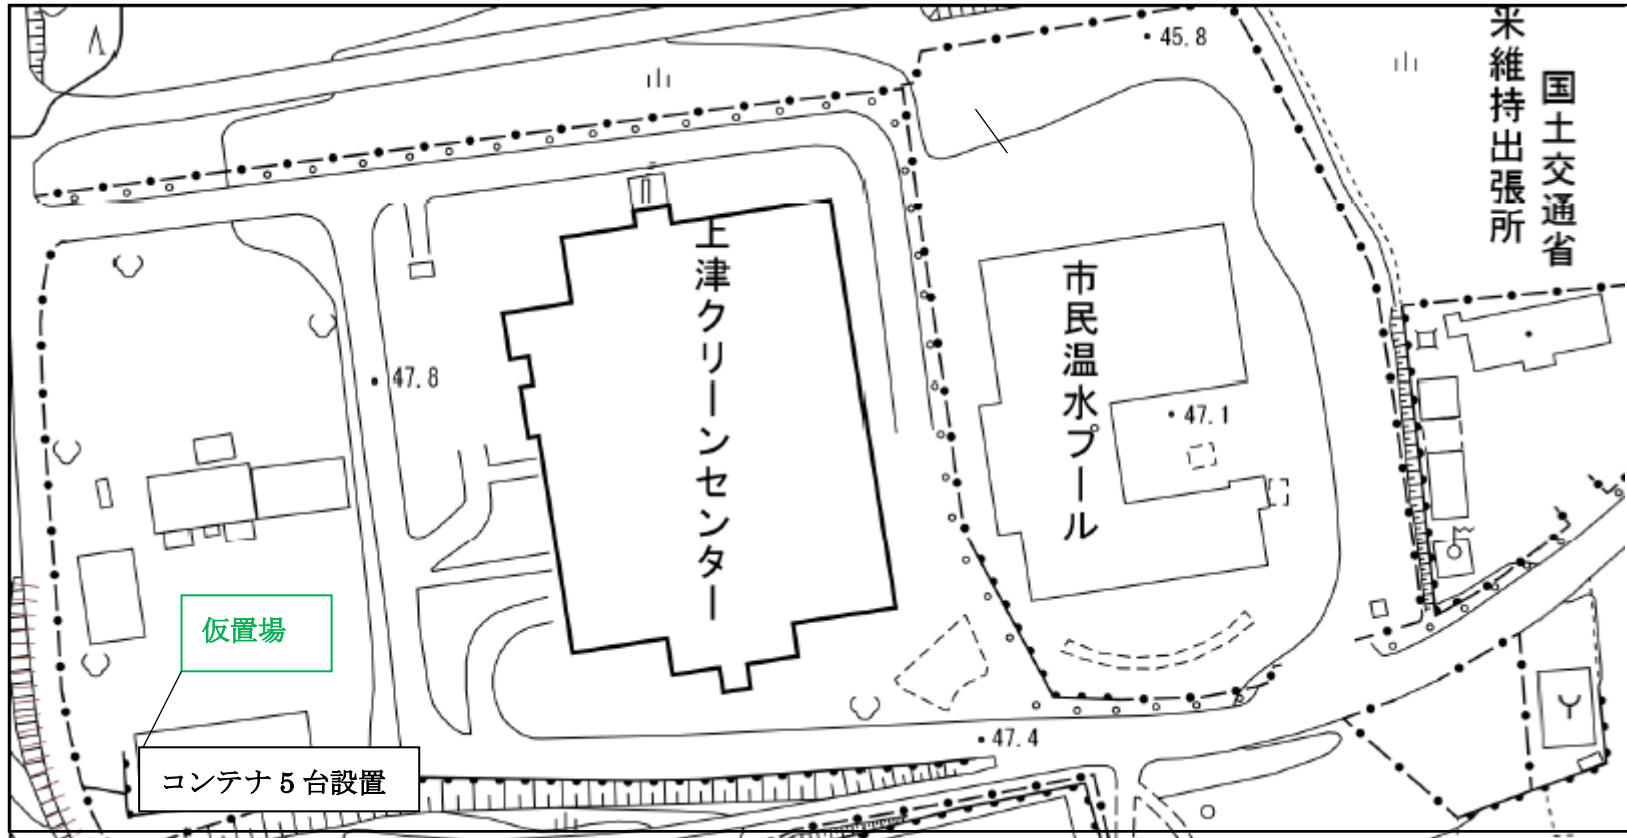 45.8
米維持出張所
国土交通省
上津クリーンセンター
市民温水プール
47.8
47.1
仮置場
47.4
コンテナ5台設置